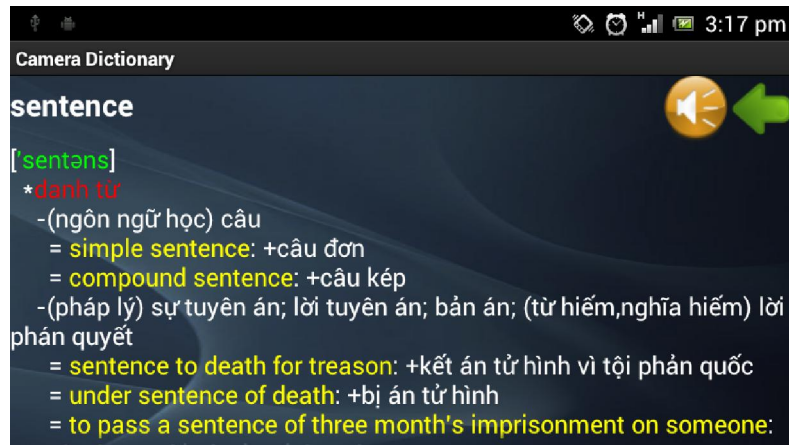 H 3:17 pm
Camera Dictionary
sentence
['sentəns]
*danh từ
-(ngôn ngữ học) câu
= simple sentence: +câu đơn
= compound sentence: +câu kép
-(pháp lý) sự tuyên án; lời tuyên án; bản án; (từ hiếm,nghĩa hiếm) lời
phán quyết
= sentence to death for treason: +kết án tử hình vì tội phản quốc
= under sentence of death: +bị án tử hình
= to pass a sentence of three month's imprisonment on someone: